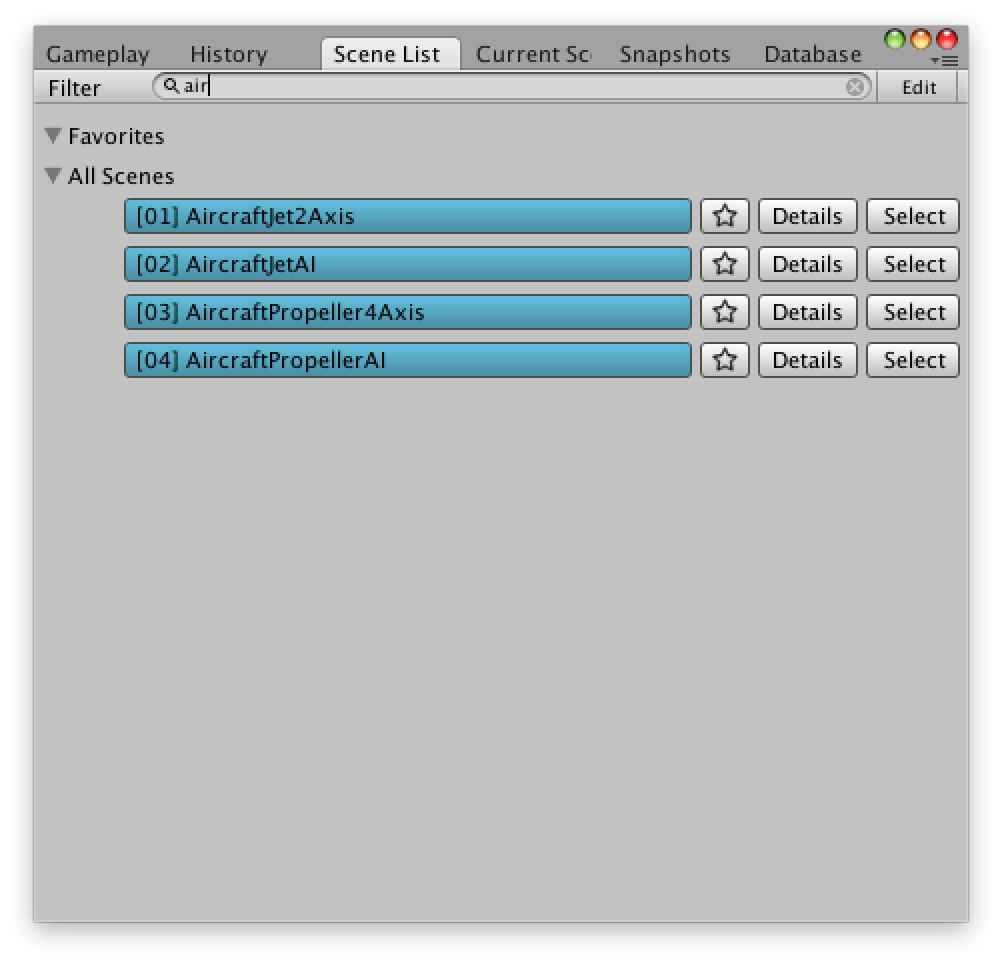 Gameplay History Scene List Current Sc Snapshots Database
Filter air Edit
Favorites
All Scenes
[01] AircraftJet2Axis Details Select
[02] AircraftJetAI Details Select
[03] AircraftPropeller4Axis Details Select
[04] AircraftPropellerAI Details Select